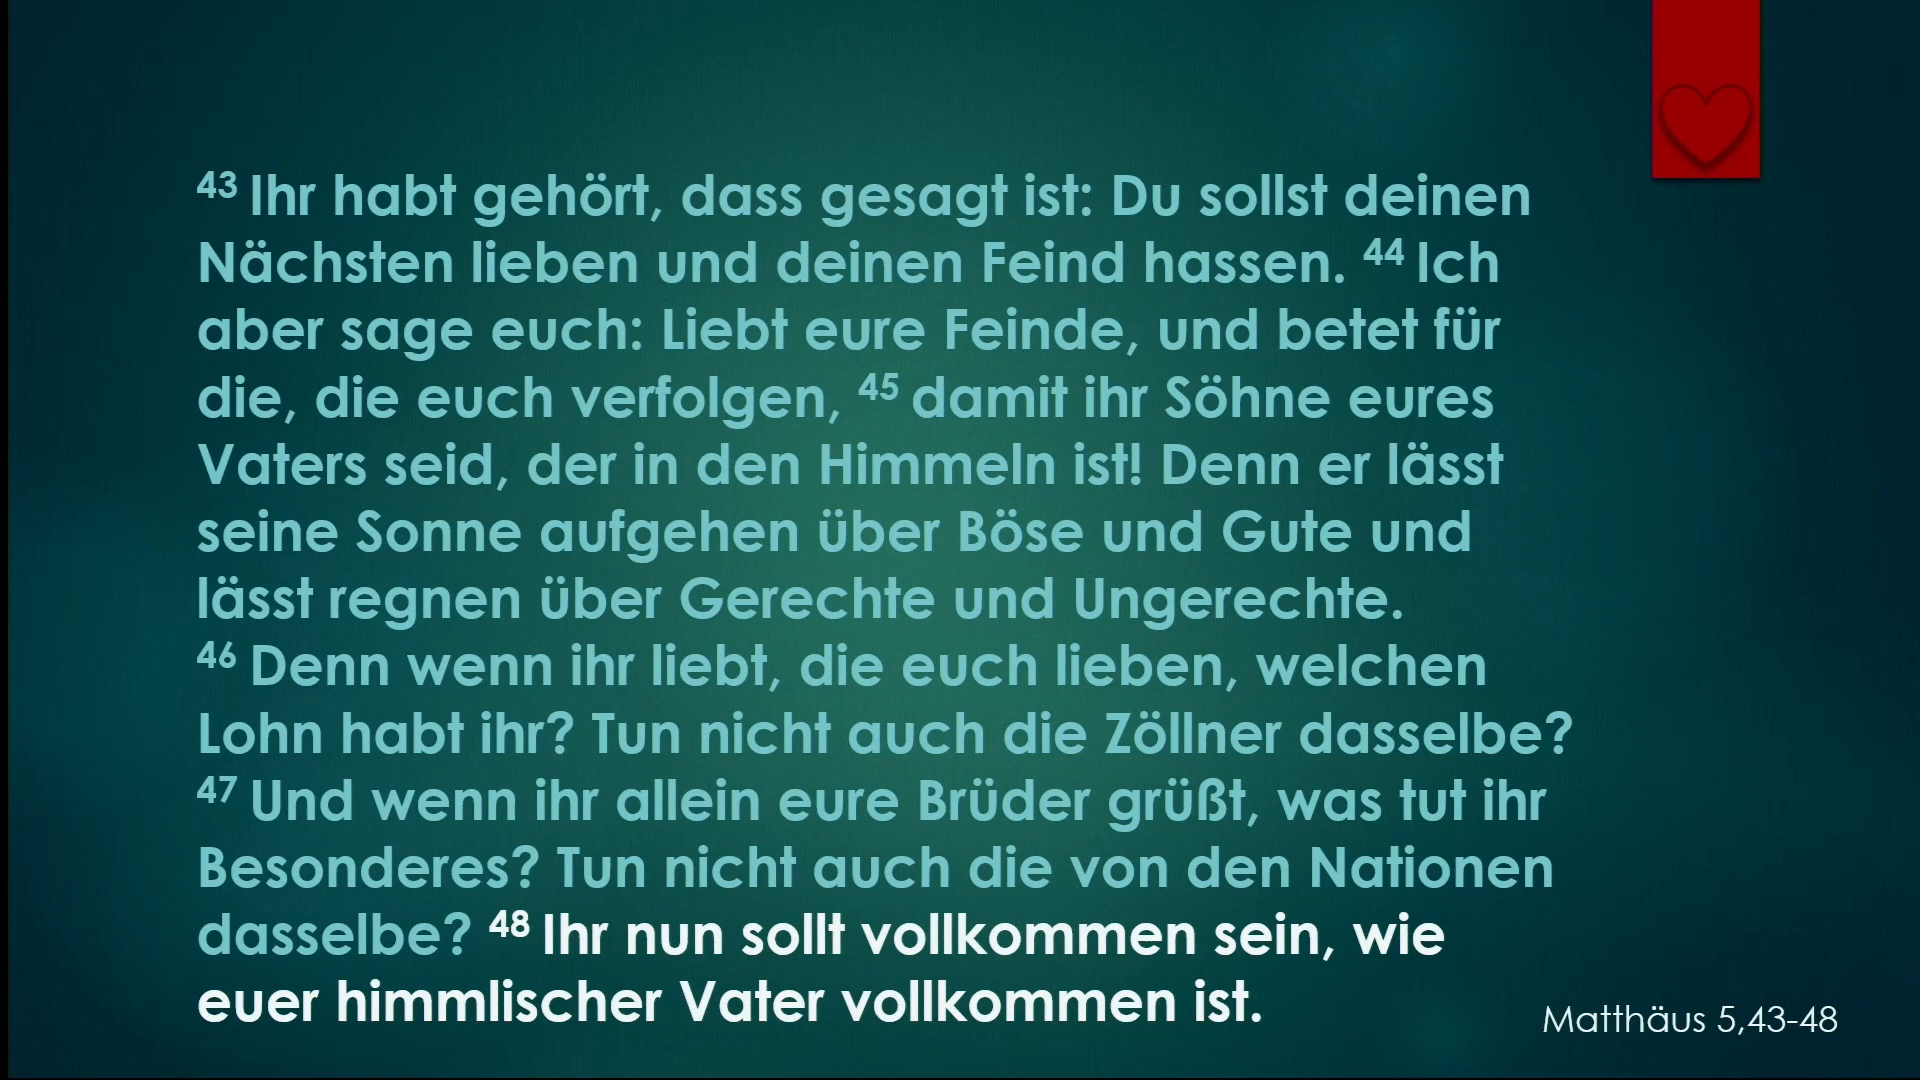 43 Ihr habt gehört, dass gesagt ist: Du sollst deinen
Nächsten lieben und deinen Feind hassen. 44 Ich
aber sage euch: Liebt eure Feinde, und betet für
die, die euch verfolgen, 45 damit ihr Söhne eures
Vaters seid, der in den Himmeln ist! Denn er lässt
seine Sonne aufgehen über Böse und Gute und
lässt regnen über Gerechte und Ungerechte.
46 Denn wenn ihr liebt, die euch lieben, welchen
Lohn habt ihr? Tun nicht auch die Zöllner dasselbe?
47 Und wenn ihr allein eure Brüder grüßt, was tut ihr
Besonderes? Tun nicht auch die von den Nationen
dasselbe? 48 Ihr nun sollt vollkommen sein, wie
euer himmlischer Vater vollkommen ist.
Matthäus 5,43-48